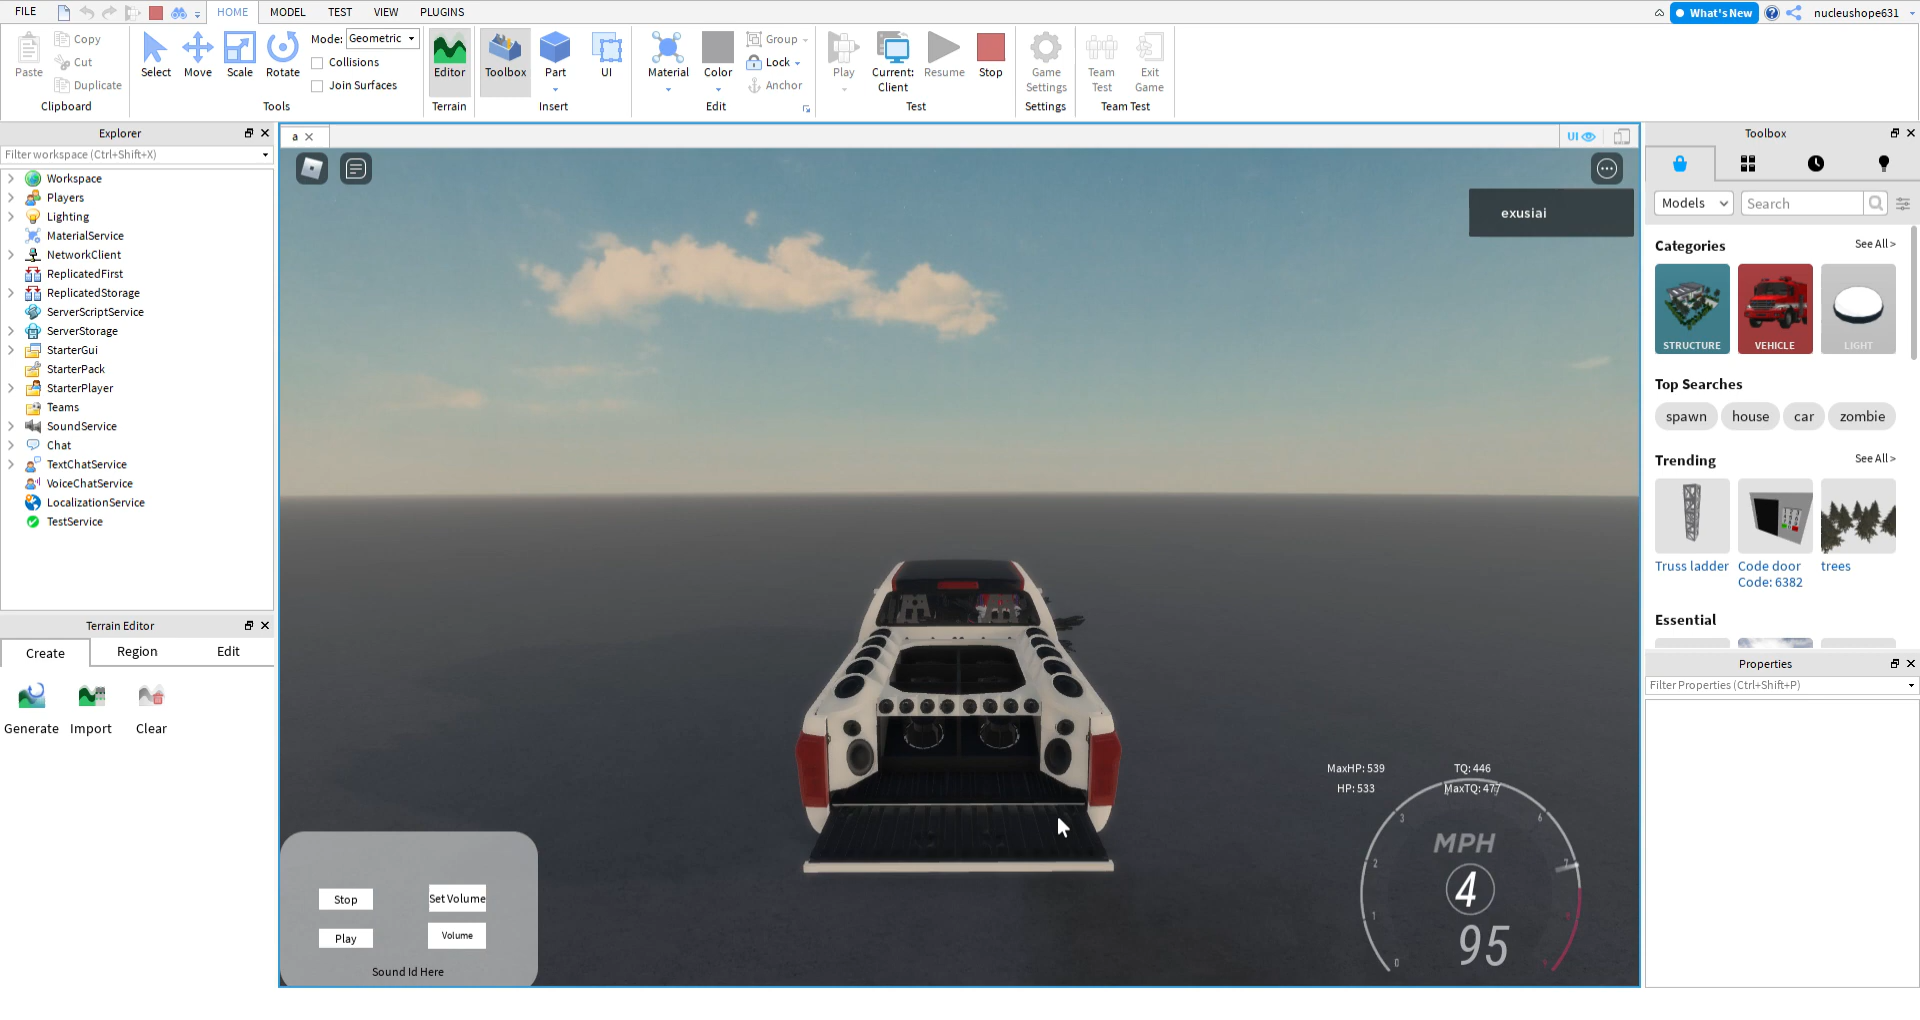 FILE
HOME
MODEL
TEST
VIEW
PLUGINS
What's New
nucleushope631
Paste
Copy
Cut
Duplicate
Clipboard
Select
Move
Scale
Rotate
Mode: Geometric
Collisions
Join Surfaces
Tools
Editor
Terrain
Toolbox
Part
UI
Insert
Material
Color
Group
Lock
Anchor
Edit
Play
Current:
Client
Resume
Stop
Test
Game
Settings
Settings
Team
Test
Exit
Game
Team Test
Explorer
Filter workspace (Ctrl+Shift+X)
Workspace
Players
Lighting
MaterialService
NetworkClient
ReplicatedFirst
ReplicatedStorage
ServerScriptService
ServerStorage
StarterGui
StarterPack
StarterPlayer
Teams
SoundService
Chat
TextChatService
VoiceChatService
LocalizationService
TestService
Terrain Editor
Create
Region
Edit
Generate
Import
Clear
a
UI
exusiai
MaxHP: 539
TQ: 446
HP: 533
MaxTQ: 477
0
1
2
3
6
7
MPH
4
95
Stop
Set Volume
Play
Volume
Sound Id Here
Toolbox
Models
Search
Categories
See All >
STRUCTURE
VEHICLE
LIGHT
Top Searches
spawn
house
car
zombie
Trending
See All >
Truss ladder
Code door
Code: 6382
trees
Essential
Properties
Filter Properties (Ctrl+Shift+P)